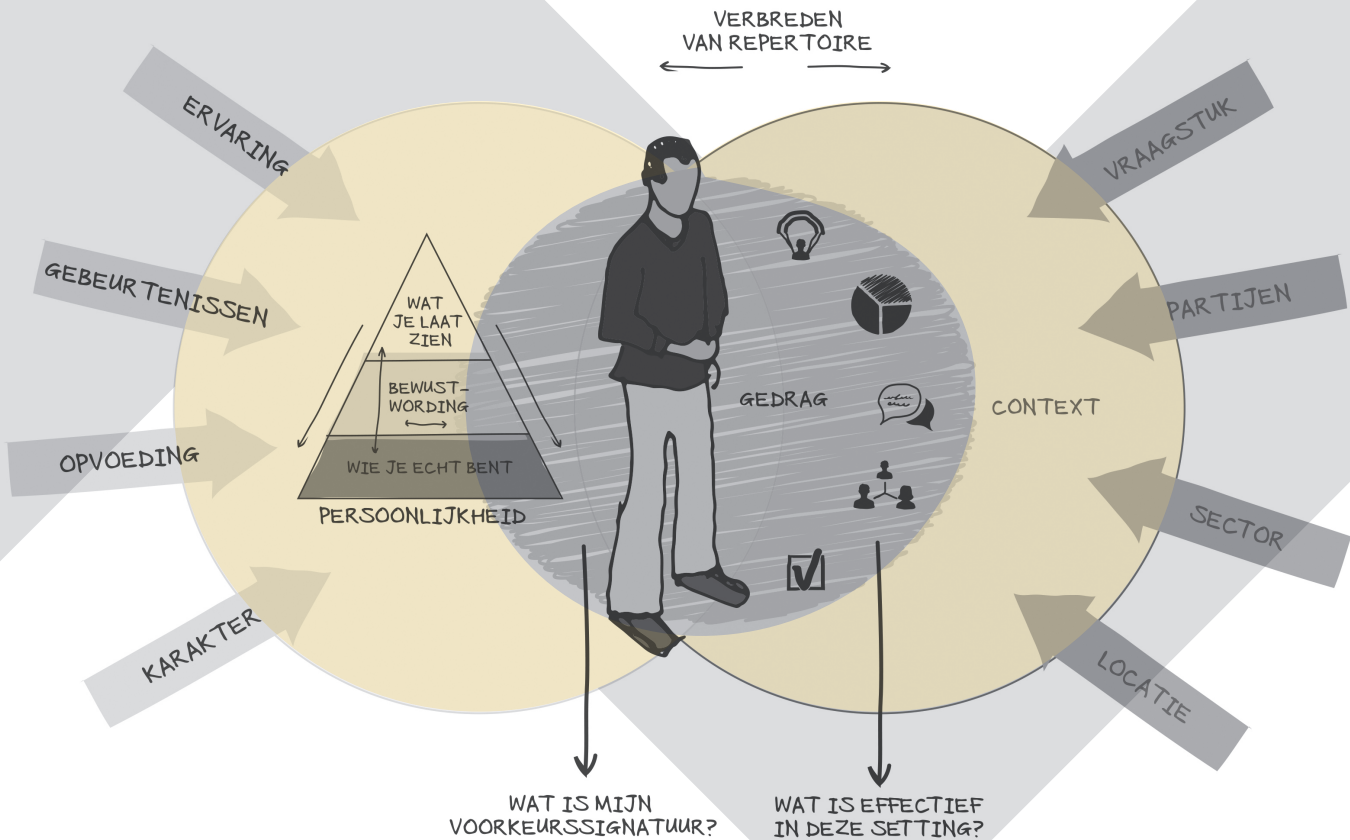 VERBREDEN
VAN REPERTOIRE
ERVARING
GEBEURTENISSEN
OPVOEDING
KARAKTER
WAT
JE LAAT
ZIEN
BEWUST-
WORDING
WIE JE ECHT BENT
PERSOONLIJKHEID
GEDRAG
CONTEXT
VRAAGSTUK
PARTIJEN
SECTOR
LOCATIE
WAT IS MIJN
VOORKEURSSIGNATUUR?
WAT IS EFFECTIEF
IN DEZE SETTING?